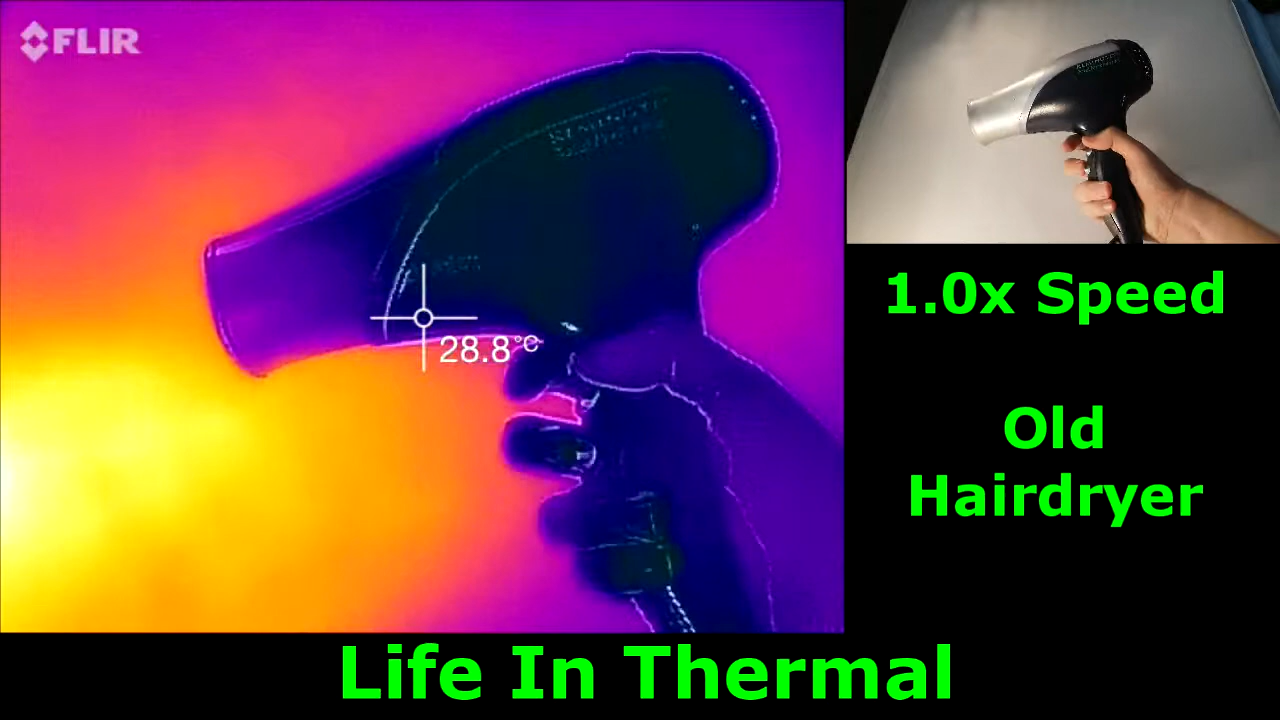 FLIR
28.8°C
1.0x Speed
Old
Hairdryer
Life In Thermal